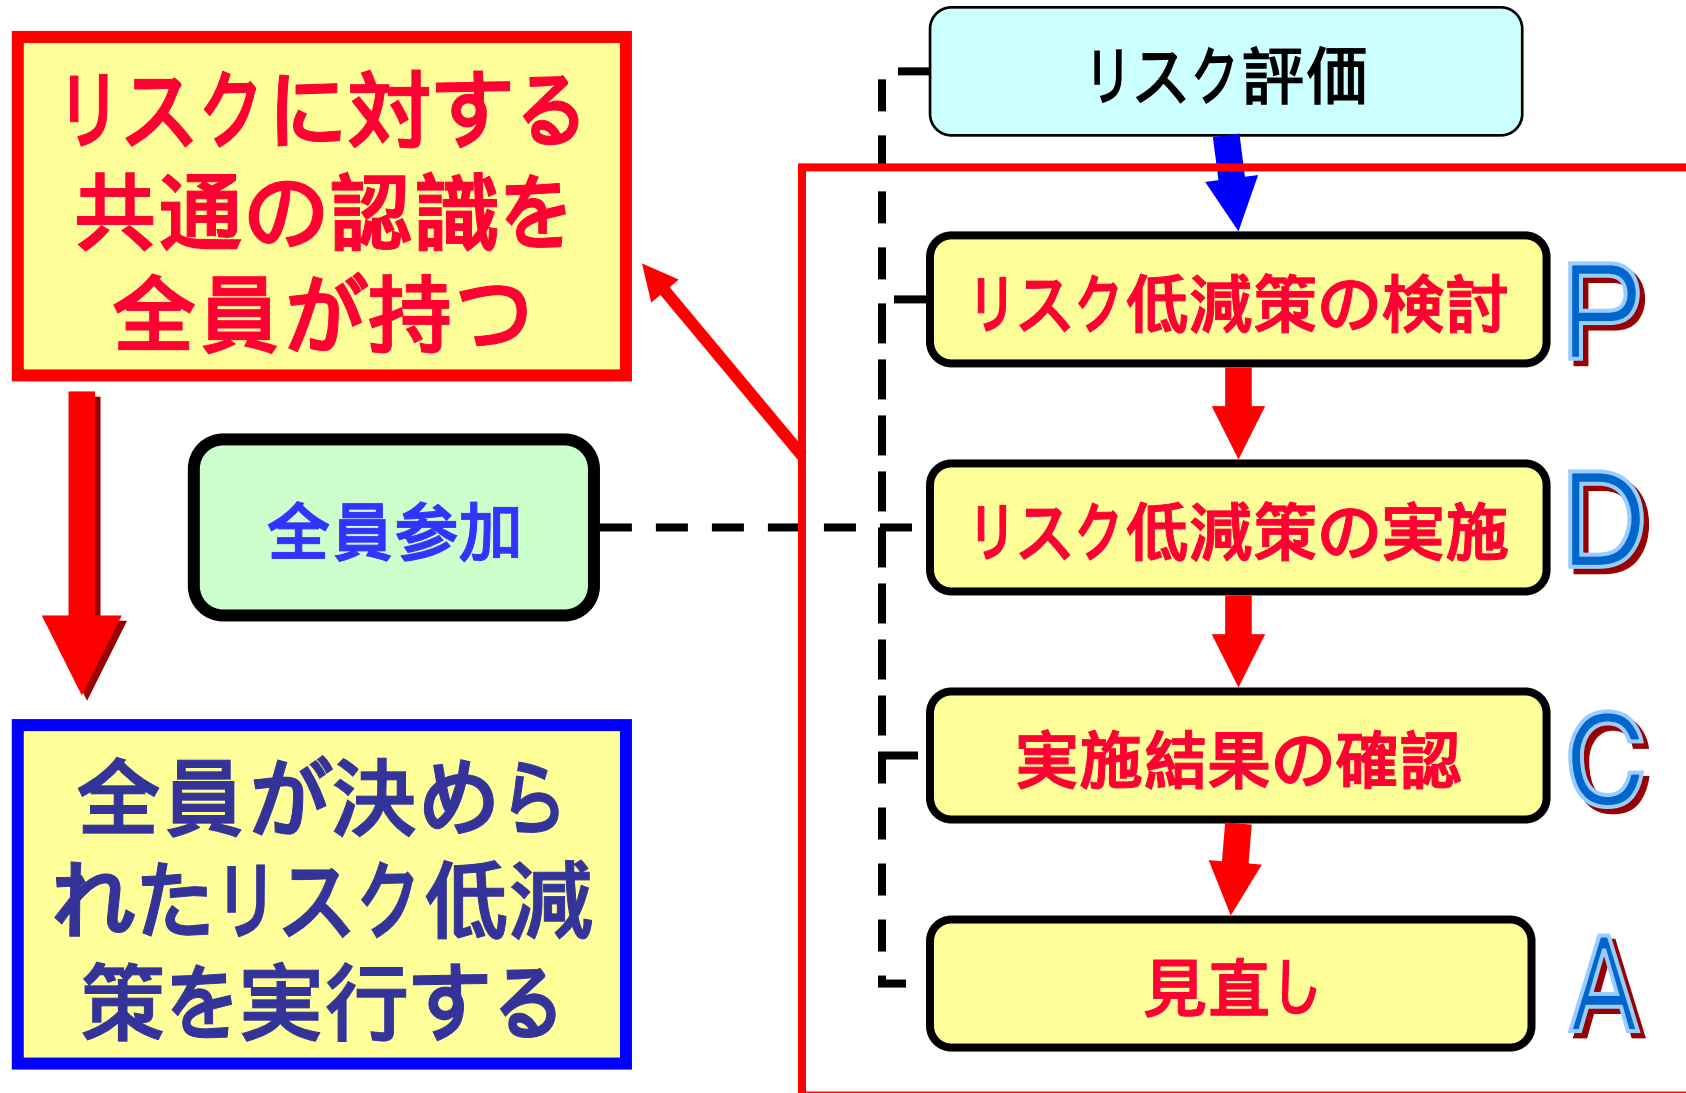 リスクに対する
共通の認識を
全員が持つ
全員参加
全員が決めら
れたリスク低減
策を実行する
リスク評価
リスク低減策の検討
P
リスク低減策の実施
D
実施結果の確認
C
見直し
A